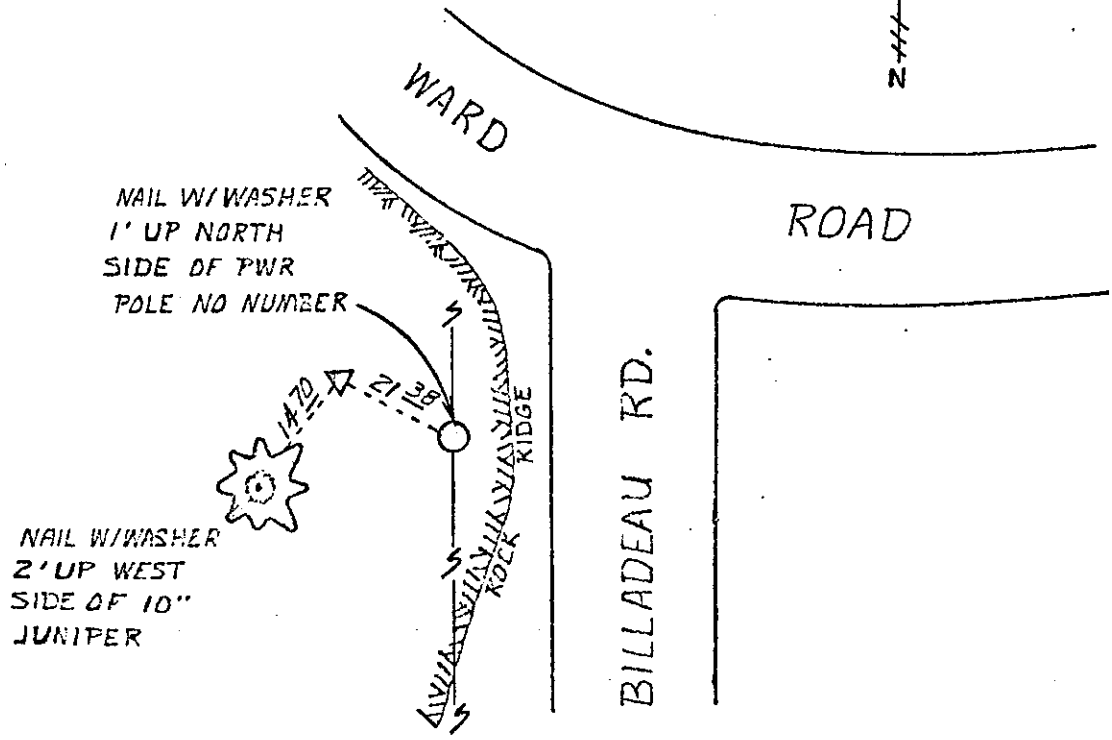 N
WARD
ROAD
NAIL W/WASHER
1' UP NORTH
SIDE OF PWR
POLE NO NUMBER
14 70
21 38
RIDGE
ROCK
NAIL W/WASHER
2' UP WEST
SIDE OF 10"
JUNIPER
BILLADEAU RD.